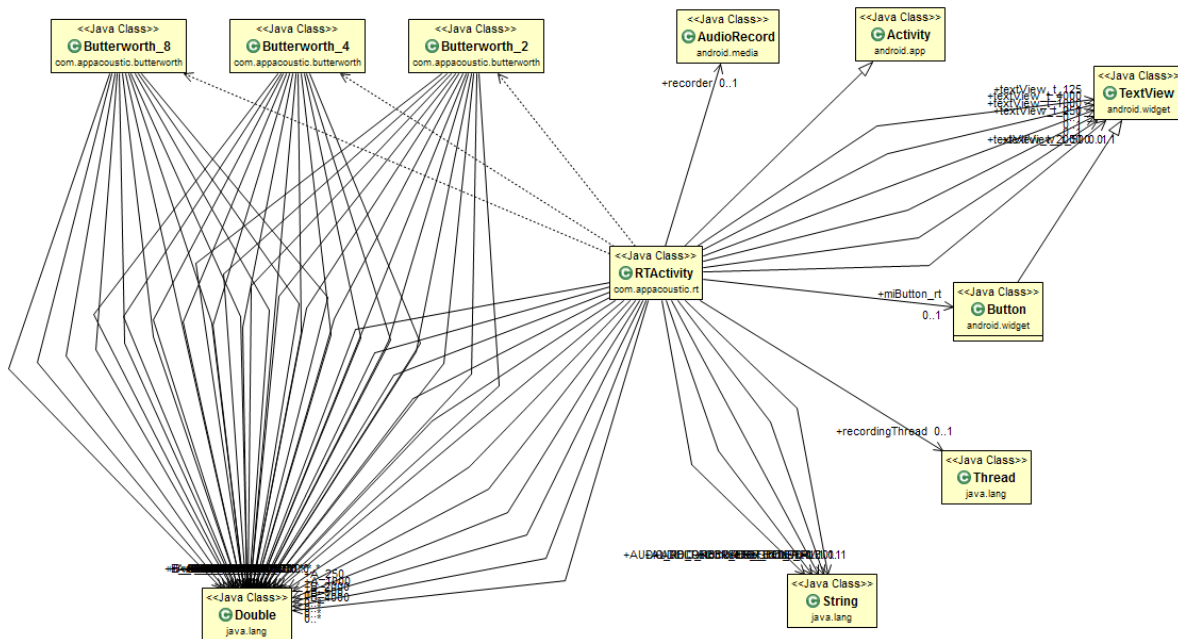 <<Java Class>>
Butterworth_8
com.appacoustic.butterworth
<<Java Class>>
Butterworth_4
com.appacoustic.butterworth
<<Java Class>>
Butterworth_2
com.appacoustic.butterworth
<<Java Class>>
AudioRecord
android.media
<<Java Class>>
Activity
android.app
+recorder 0..1
<<Java Class>>
TextView
android.widget
+textView_t_125
<<Java Class>>
RTActivity
com.appacoustic.rt
+miButton_rt
0..1
<<Java Class>>
Button
android.widget
+recordingThread 0..1
<<Java Class>>
Thread
java.lang
<<Java Class>>
String
java.lang
<<Java Class>>
Double
java.lang
0..*